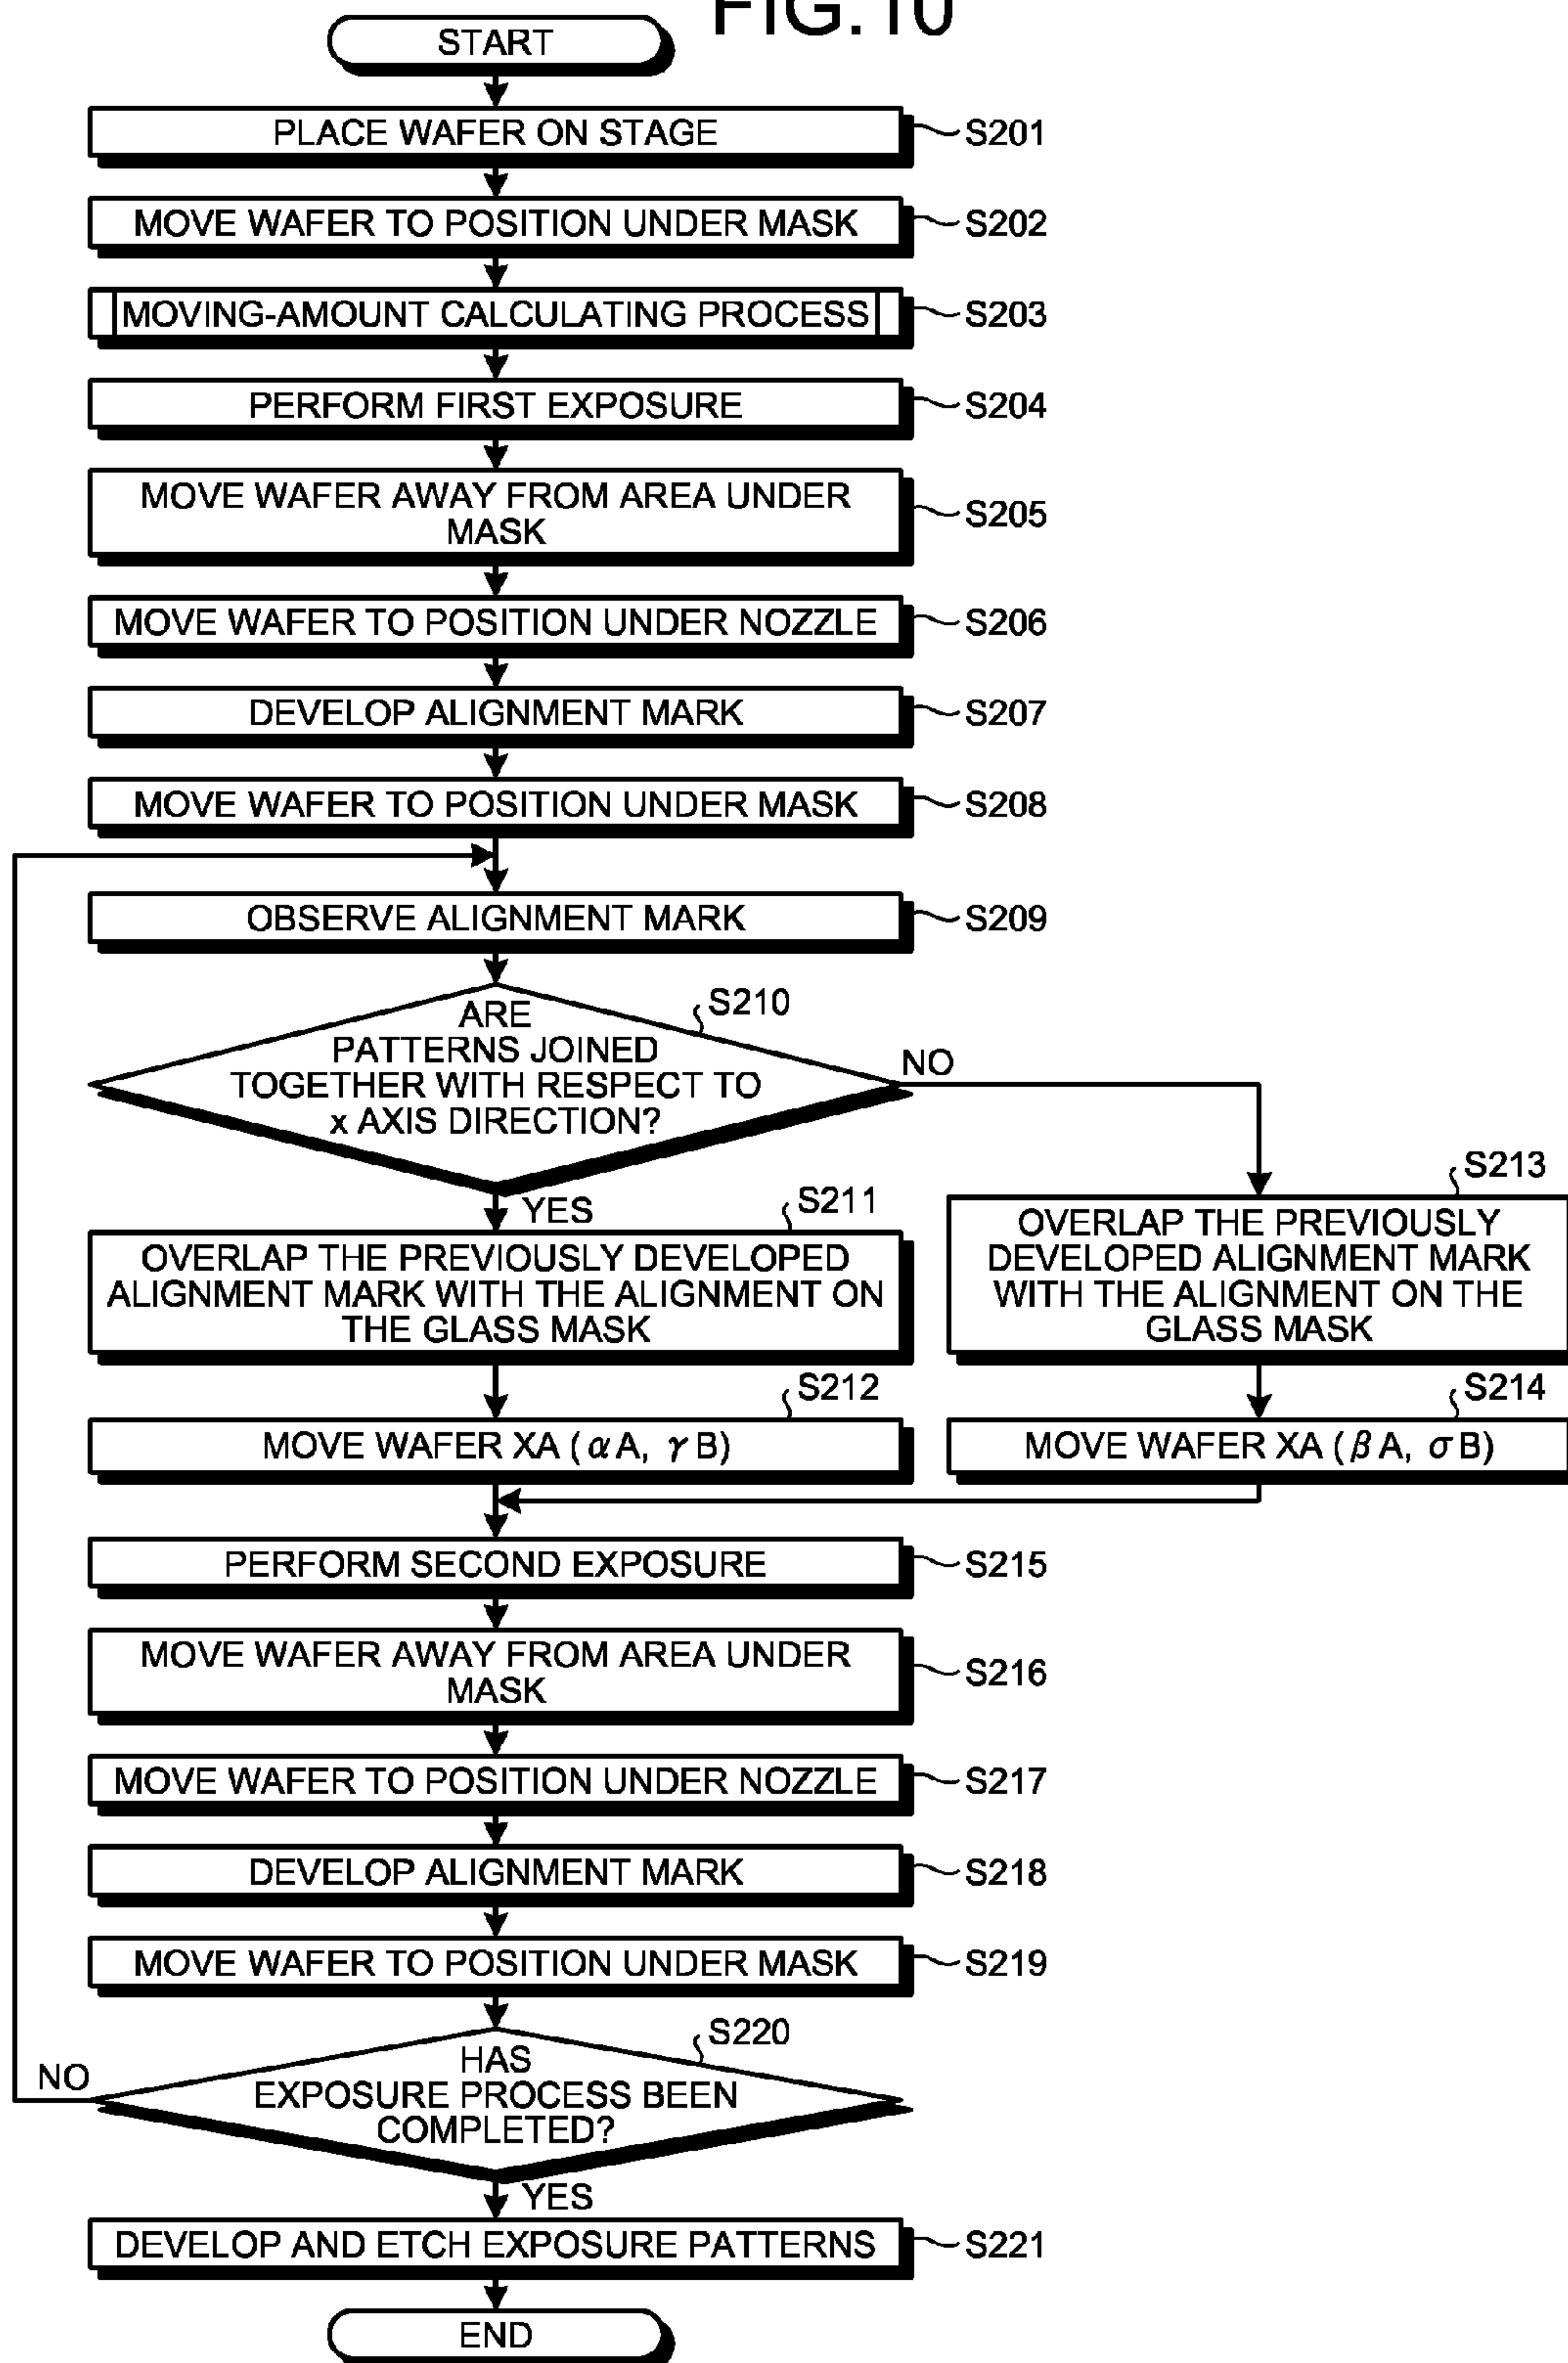 FIG.10
START
PLACE WAFER ON STAGE
S201
MOVE WAFER TO POSITION UNDER MASK
S202
MOVING-AMOUNT CALCULATING PROCESS
S203
PERFORM FIRST EXPOSURE
S204
MOVE WAFER AWAY FROM AREA UNDER
MASK
S205
MOVE WAFER TO POSITION UNDER NOZZLE
S206
DEVELOP ALIGNMENT MARK
S207
MOVE WAFER TO POSITION UNDER MASK
S208
OBSERVE ALIGNMENT MARK
S209
S210
ARE
PATTERNS JOINED
TOGETHER WITH RESPECT TO
x AXIS DIRECTION?
NO
YES
S211
OVERLAP THE PREVIOUSLY DEVELOPED
ALIGNMENT MARK WITH THE ALIGNMENT ON
THE GLASS MASK
S213
OVERLAP THE PREVIOUSLY
DEVELOPED ALIGNMENT MARK
WITH THE ALIGNMENT ON THE
GLASS MASK
S212
MOVE WAFER XA (αA, γB)
S214
MOVE WAFER XA (βA, σB)
PERFORM SECOND EXPOSURE
S215
MOVE WAFER AWAY FROM AREA UNDER
MASK
S216
MOVE WAFER TO POSITION UNDER NOZZLE
S217
DEVELOP ALIGNMENT MARK
S218
MOVE WAFER TO POSITION UNDER MASK
S219
S220
HAS
EXPOSURE PROCESS BEEN
COMPLETED?
NO
YES
DEVELOP AND ETCH EXPOSURE PATTERNS
S221
END